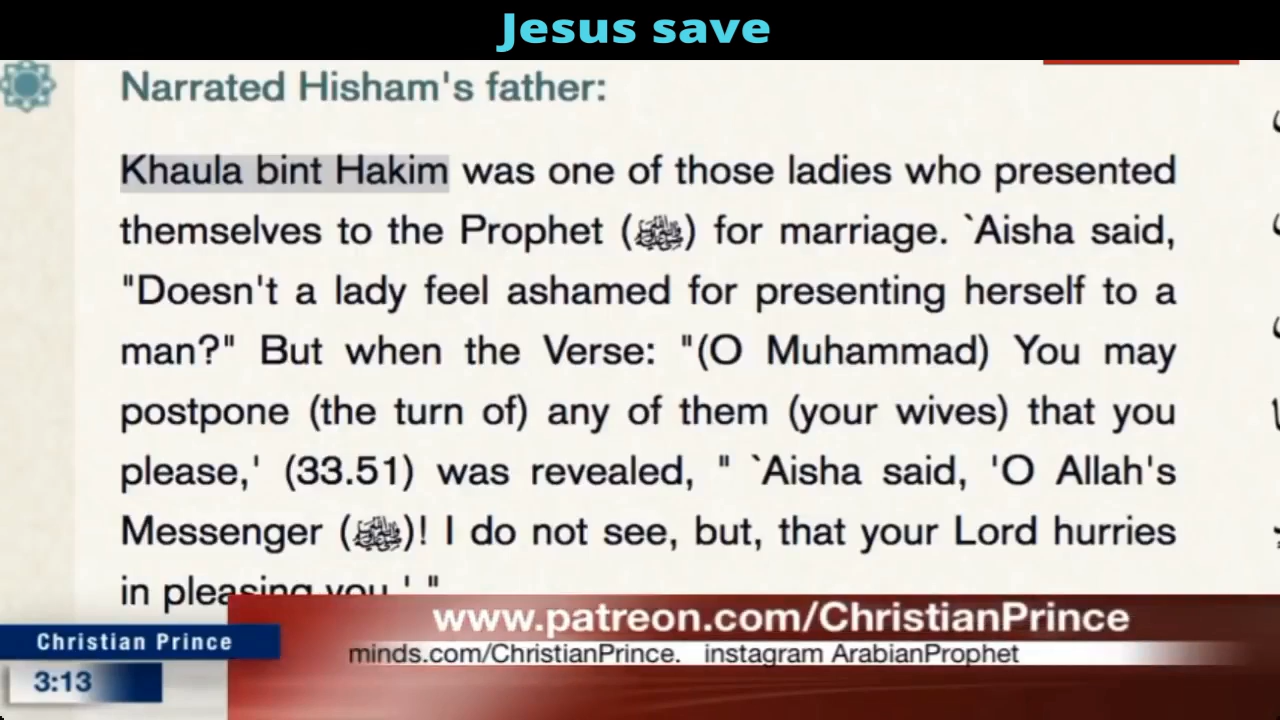 Jesus save
Narrated Hisham's father:
Khaula bint Hakim was one of those ladies who presented
themselves to the Prophet (ﷺ) for marriage. `Aisha said,
"Doesn't a lady feel ashamed for presenting herself to a
man?" But when the Verse: "(O Muhammad) You may
postpone (the turn of) any of them (your wives) that you
please,' (33.51) was revealed, " `Aisha said, 'O Allah's
Messenger (ﷺ)! I do not see, but, that your Lord hurries
in pleasing you.' "
www.patreon.com/ChristianPrince
Christian Prince
minds.com/ChristianPrince. instagram ArabianProphet
3:13